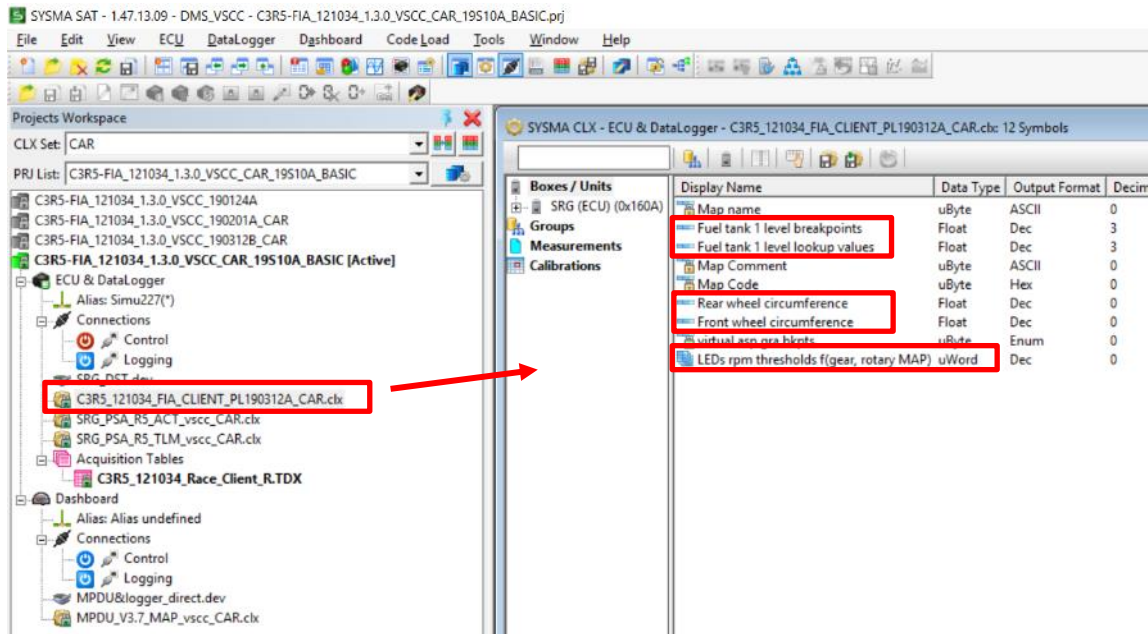 SYSMA SAT - 1.47.13.09 - DMS_VSCC - C3R5-FIA_121034_1.3.0_VSCC_CAR_19S10A_BASIC.prj
File Edit View ECU DataLogger Dashboard Code Load Tools Window Help
Projects Workspace
CLX Set: CAR
PRJ List: C3R5-FIA_121034_1.3.0_VSCC_CAR_19S10A_BASIC
C3R5-FIA_121034_1.3.0_VSCC_190124A
C3R5-FIA_121034_1.3.0_VSCC_190201A_CAR
C3R5-FIA_121034_1.3.0_VSCC_190312B_CAR
C3R5-FIA_121034_1.3.0_VSCC_CAR_19S10A_BASIC [Active]
ECU & DataLogger
Alias: Simu227(*)
Connections
Control
Logging
SRG_DST.dev
C3R5_121034_FIA_CLIENT_PL190312A_CAR.clx
SRG_PSA_R5_ACT_vscc_CAR.clx
SRG_PSA_R5_TLM_vscc_CAR.clx
Acquisition Tables
C3R5_121034_Race_Client_R.TDX
Dashboard
Alias: Alias undefined
Connections
Control
Logging
MPDU&logger_direct.dev
MPDU_V3.7_MAP_vscc_CAR.clx
SYSMA CLX - ECU & DataLogger - C3R5_121034_FIA_CLIENT_PL190312A_CAR.clx: 12 Symbols
Boxes / Units
SRG (ECU) (0x160A)
Groups
Measurements
Calibrations
Display Name Data Type Output Format Decim
Map name uByte ASCII 0
Fuel tank 1 level breakpoints Float Dec 3
Fuel tank 1 level lookup values Float Dec 3
Map Comment uByte ASCII 0
Map Code uByte Hex 0
Rear wheel circumference Float Dec 0
Front wheel circumference Float Dec 0
virtual asp gra bkpts uByte Enum 0
LEDs rpm thresholds f(gear, rotary MAP) uWord Dec 0